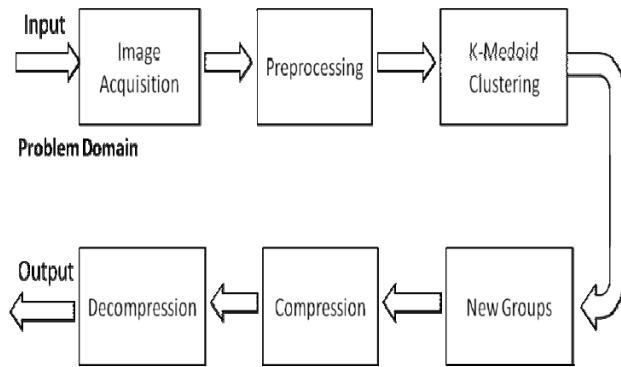 Input
Image
Acquisition
Preprocessing
K-Medoid
Clustering
Problem Domain
Output
Decompression
Compression
New Groups